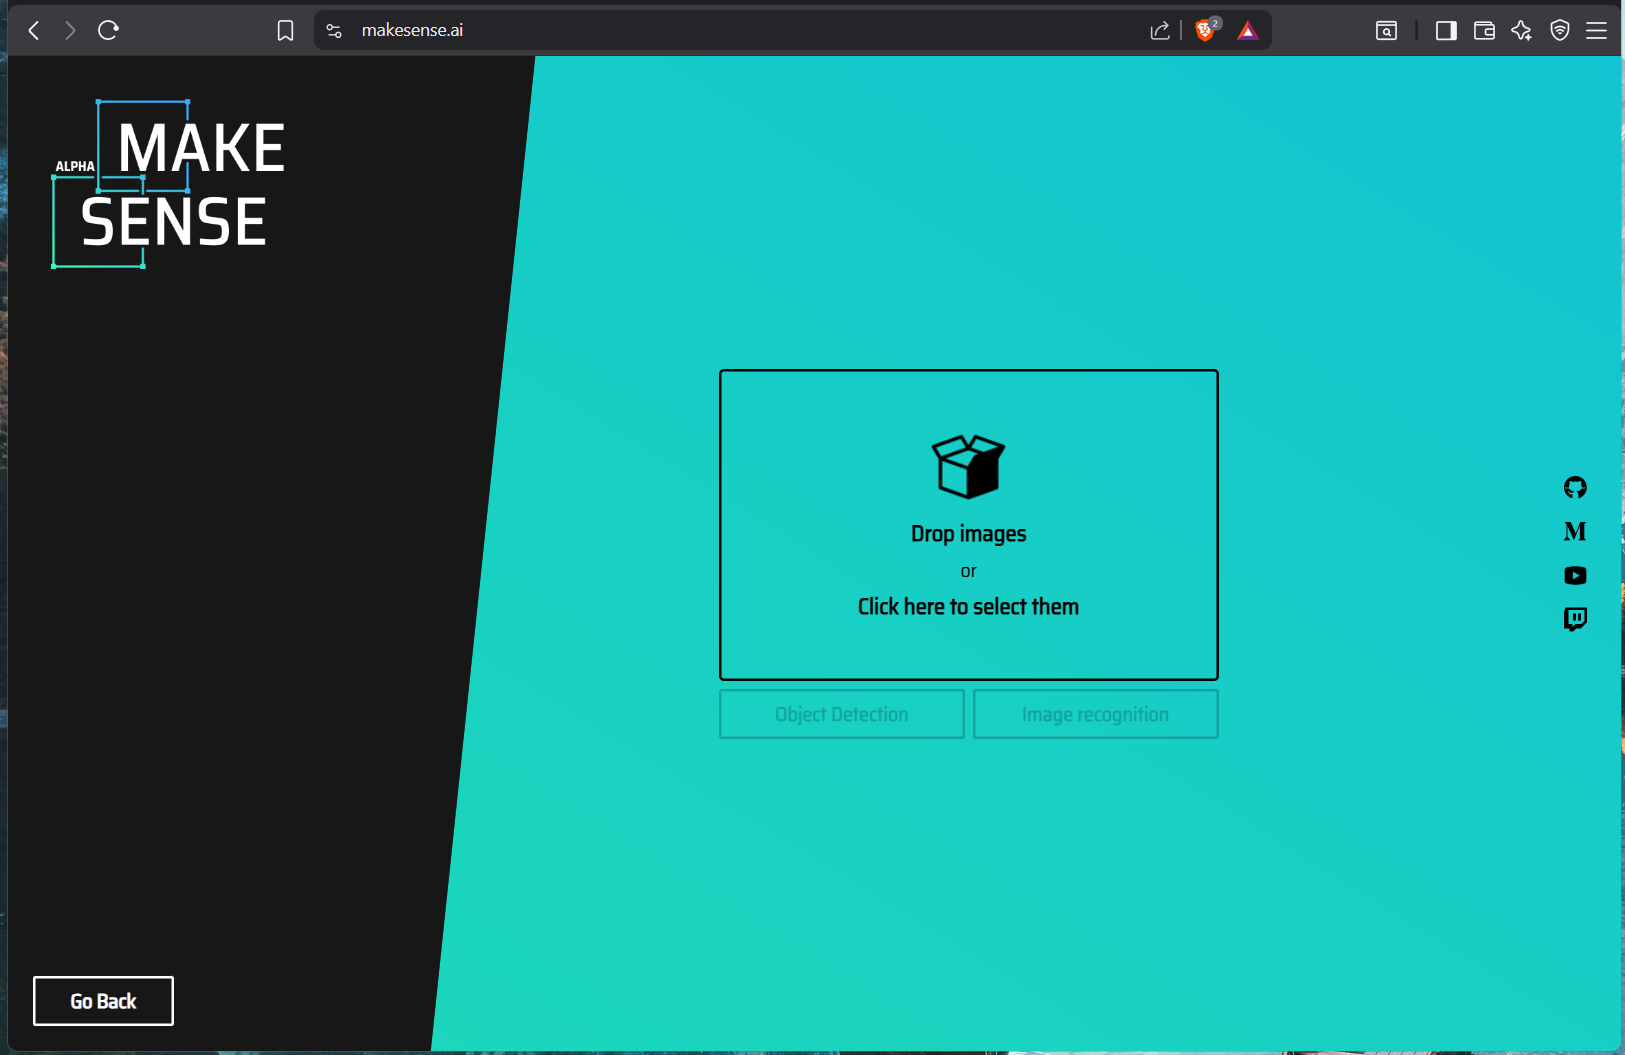 makesense.ai
2
MAKE
ALPHA
SENSE
Drop images
or
Click here to select them
Object Detection
Image recognition
Go Back